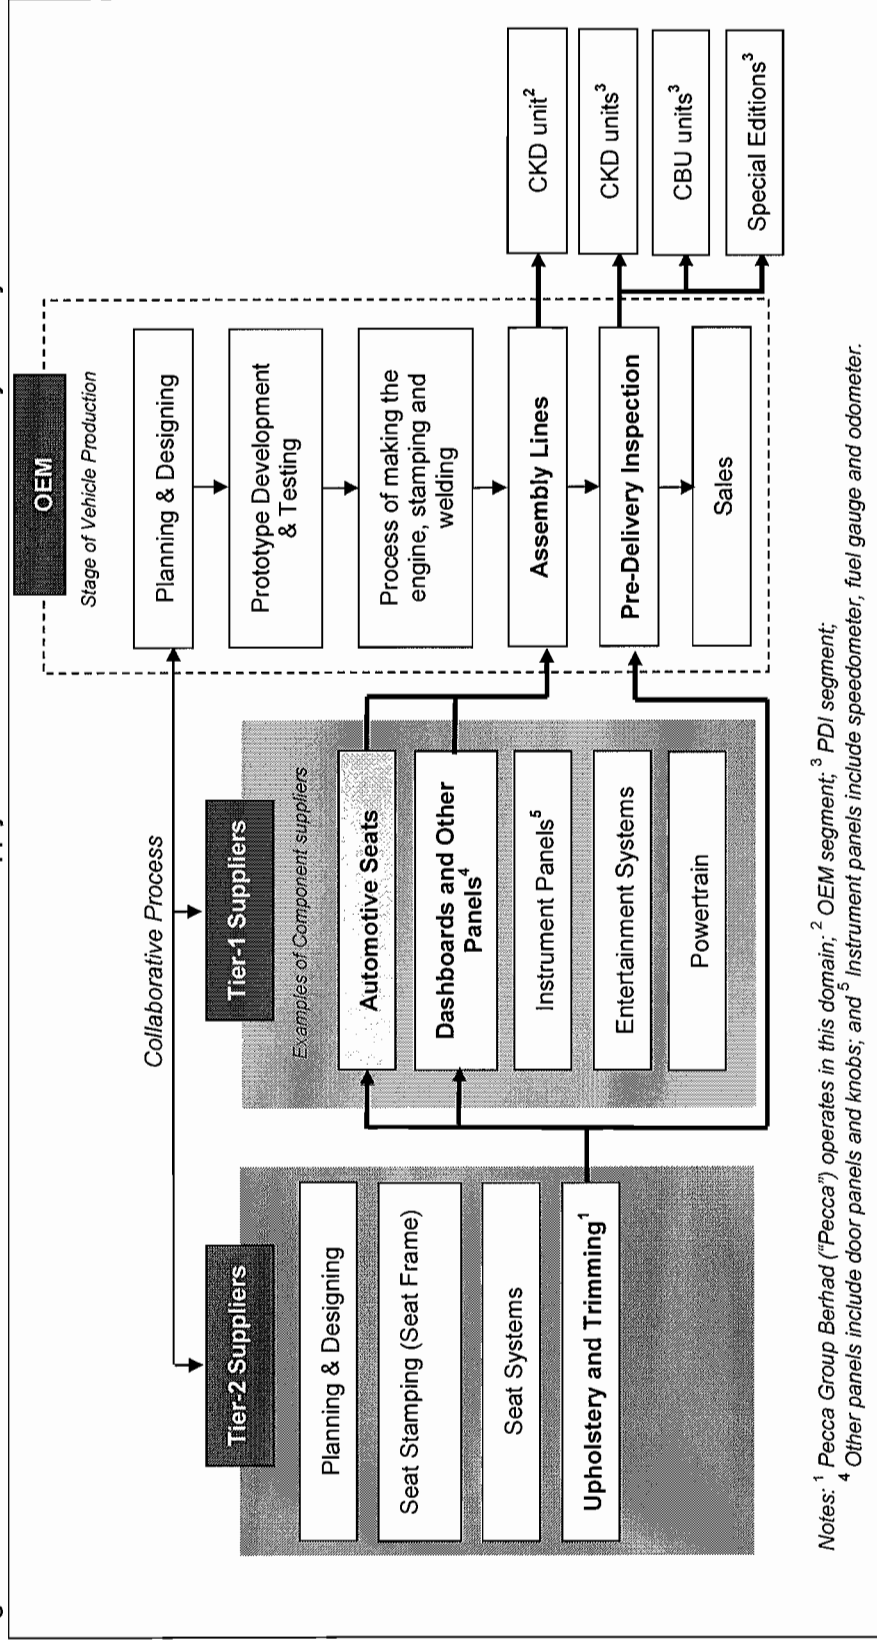 OEM
Stage of Vehicle Production
Planning & Designing
Prototype Development
& Testing
Process of making the
engine, stamping and
welding
Assembly Lines
Pre-Delivery Inspection
Sales
CKD unit²
CKD units³
CBU units³
Special Editions³
Collaborative Process
Tier-1 Suppliers
Examples of Component suppliers
Automotive Seats
Dashboards and Other
Panels⁴
Instrument Panels⁵
Entertainment Systems
Powertrain
Tier-2 Suppliers
Planning & Designing
Seat Stamping (Seat Frame)
Seat Systems
Upholstery and Trimming¹
Notes: ¹ Pecca Group Berhad ("Pecca") operates in this domain; ² OEM segment; ³ PDI segment;
⁴ Other panels include door panels and knobs; and ⁵ Instrument panels include speedometer, fuel gauge and odometer.